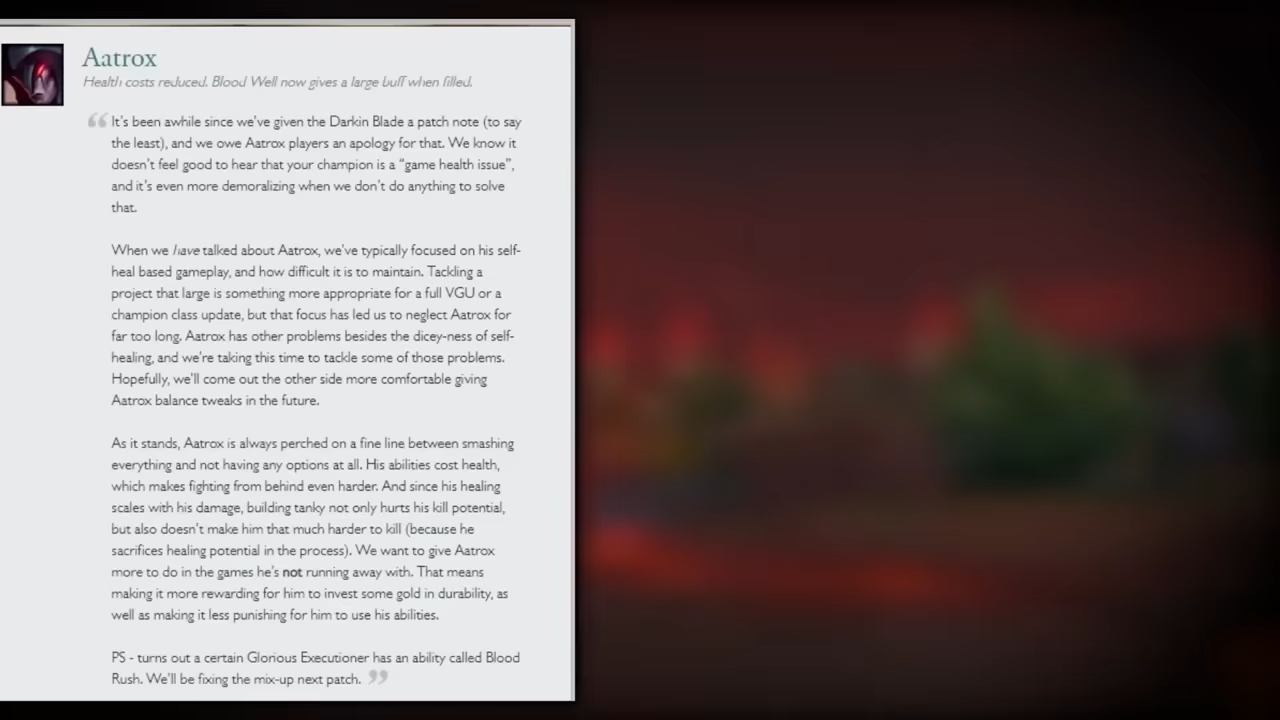 Aatrox
Health costs reduced. Blood Well now gives a large buff when filled.
“ It’s been awhile since we’ve given the Darkin Blade a patch note (to say
the least), and we owe Aatrox players an apology for that. We know it
doesn’t feel good to hear that your champion is a “game health issue”,
and it’s even more demoralizing when we don’t do anything to solve
that.
When we have talked about Aatrox, we’ve typically focused on his self-
heal based gameplay, and how difficult it is to maintain. Tackling a
project that large is something more appropriate for a full VGU or a
champion class update, but that focus has led us to neglect Aatrox for
far too long. Aatrox has other problems besides the dicey-ness of self-
healing, and we’re taking this time to tackle some of those problems.
Hopefully, we’ll come out the other side more comfortable giving
Aatrox balance tweaks in the future.
As it stands, Aatrox is always perched on a fine line between smashing
everything and not having any options at all. His abilities cost health,
which makes fighting from behind even harder. And since his healing
scales with his damage, building tanky not only hurts his kill potential,
but also doesn’t make him that much harder to kill (because he
sacrifices healing potential in the process). We want to give Aatrox
more to do in the games he’s not running away with. That means
making it more rewarding for him to invest some gold in durability, as
well as making it less punishing for him to use his abilities.
PS - turns out a certain Glorious Executioner has an ability called Blood
Rush. We’ll be fixing the mix-up next patch. ”